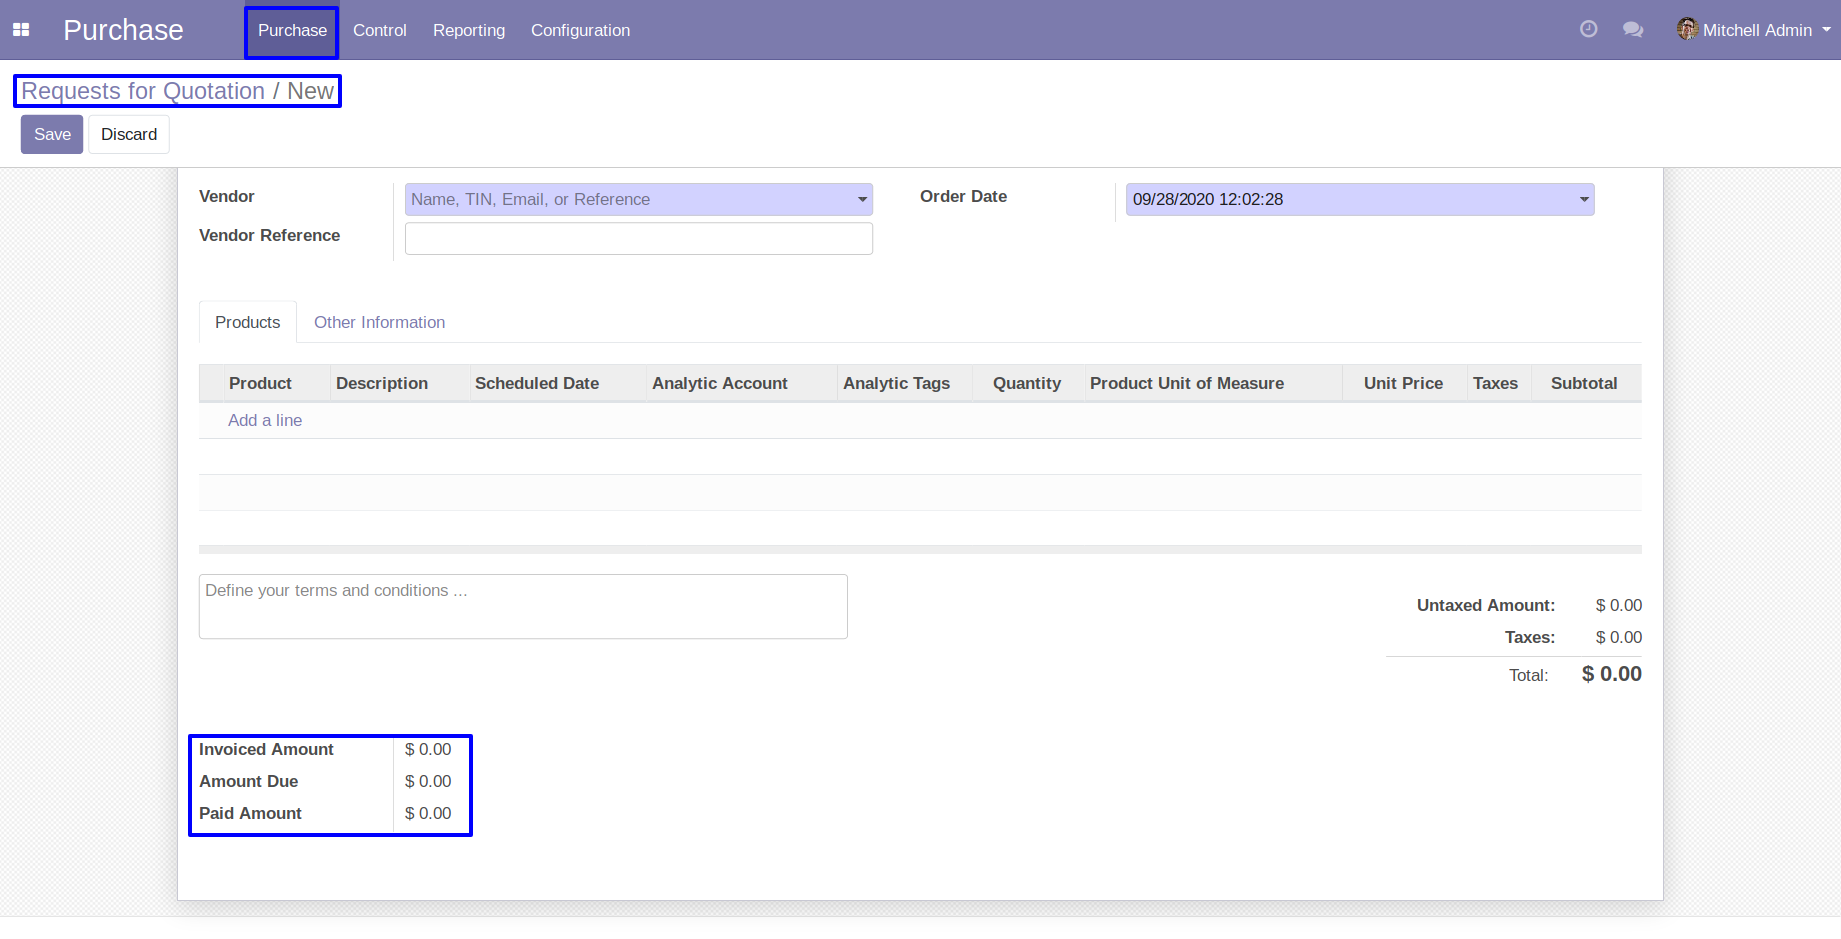 Purchase Purchase Control Reporting Configuration Mitchell Admin
Requests for Quotation / New
Save Discard
Vendor Name, TIN, Email, or Reference Order Date 09/28/2020 12:02:28
Vendor Reference
Products Other Information
Product Description Scheduled Date Analytic Account Analytic Tags Quantity Product Unit of Measure Unit Price Taxes Subtotal
Add a line
Define your terms and conditions ...
Untaxed Amount: $ 0.00
Taxes: $ 0.00
Total: $ 0.00
Invoiced Amount $ 0.00
Amount Due $ 0.00
Paid Amount $ 0.00